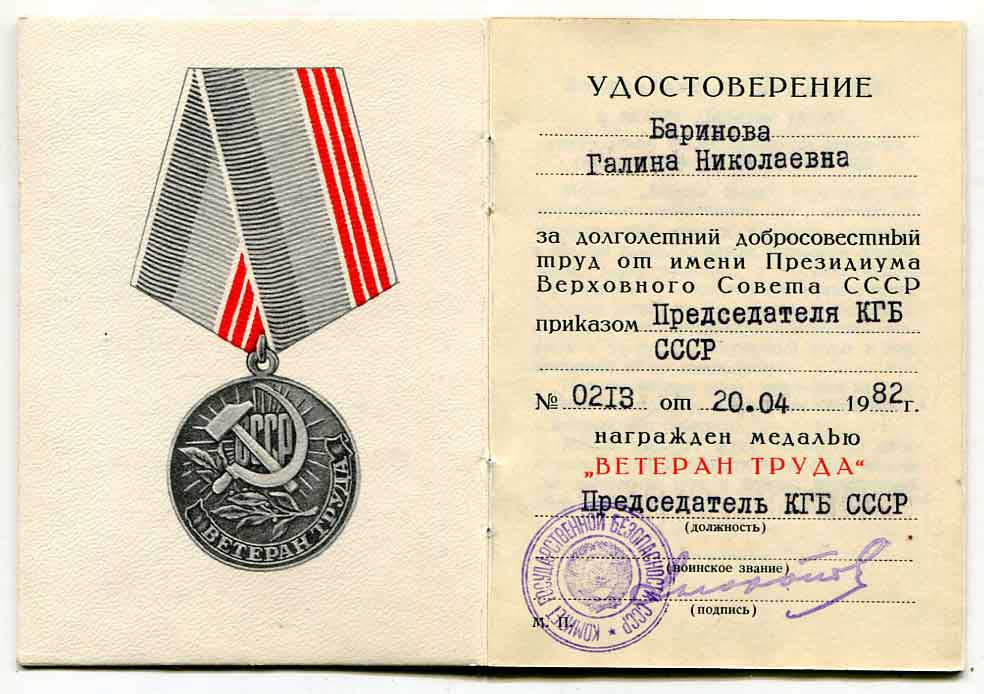 СССР
ВЕТЕРАН ТРУДА
УДОСТОВЕРЕНИЕ
Баринова
Галина Николаевна
за долголетний добросовестный
труд от имени Президиума
Верховного Совета СССР
приказом Председателя КГБ
СССР
№ 0213 от 20.04 1982 г.
награжден медалью
„ВЕТЕРАН ТРУДА“
Председатель КГБ СССР
(должность)
(воинское звание)
(подпись)
М. П.
КОМИТЕТ ГОСУДАРСТВЕННОЙ БЕЗОПАСНОСТИ СССР